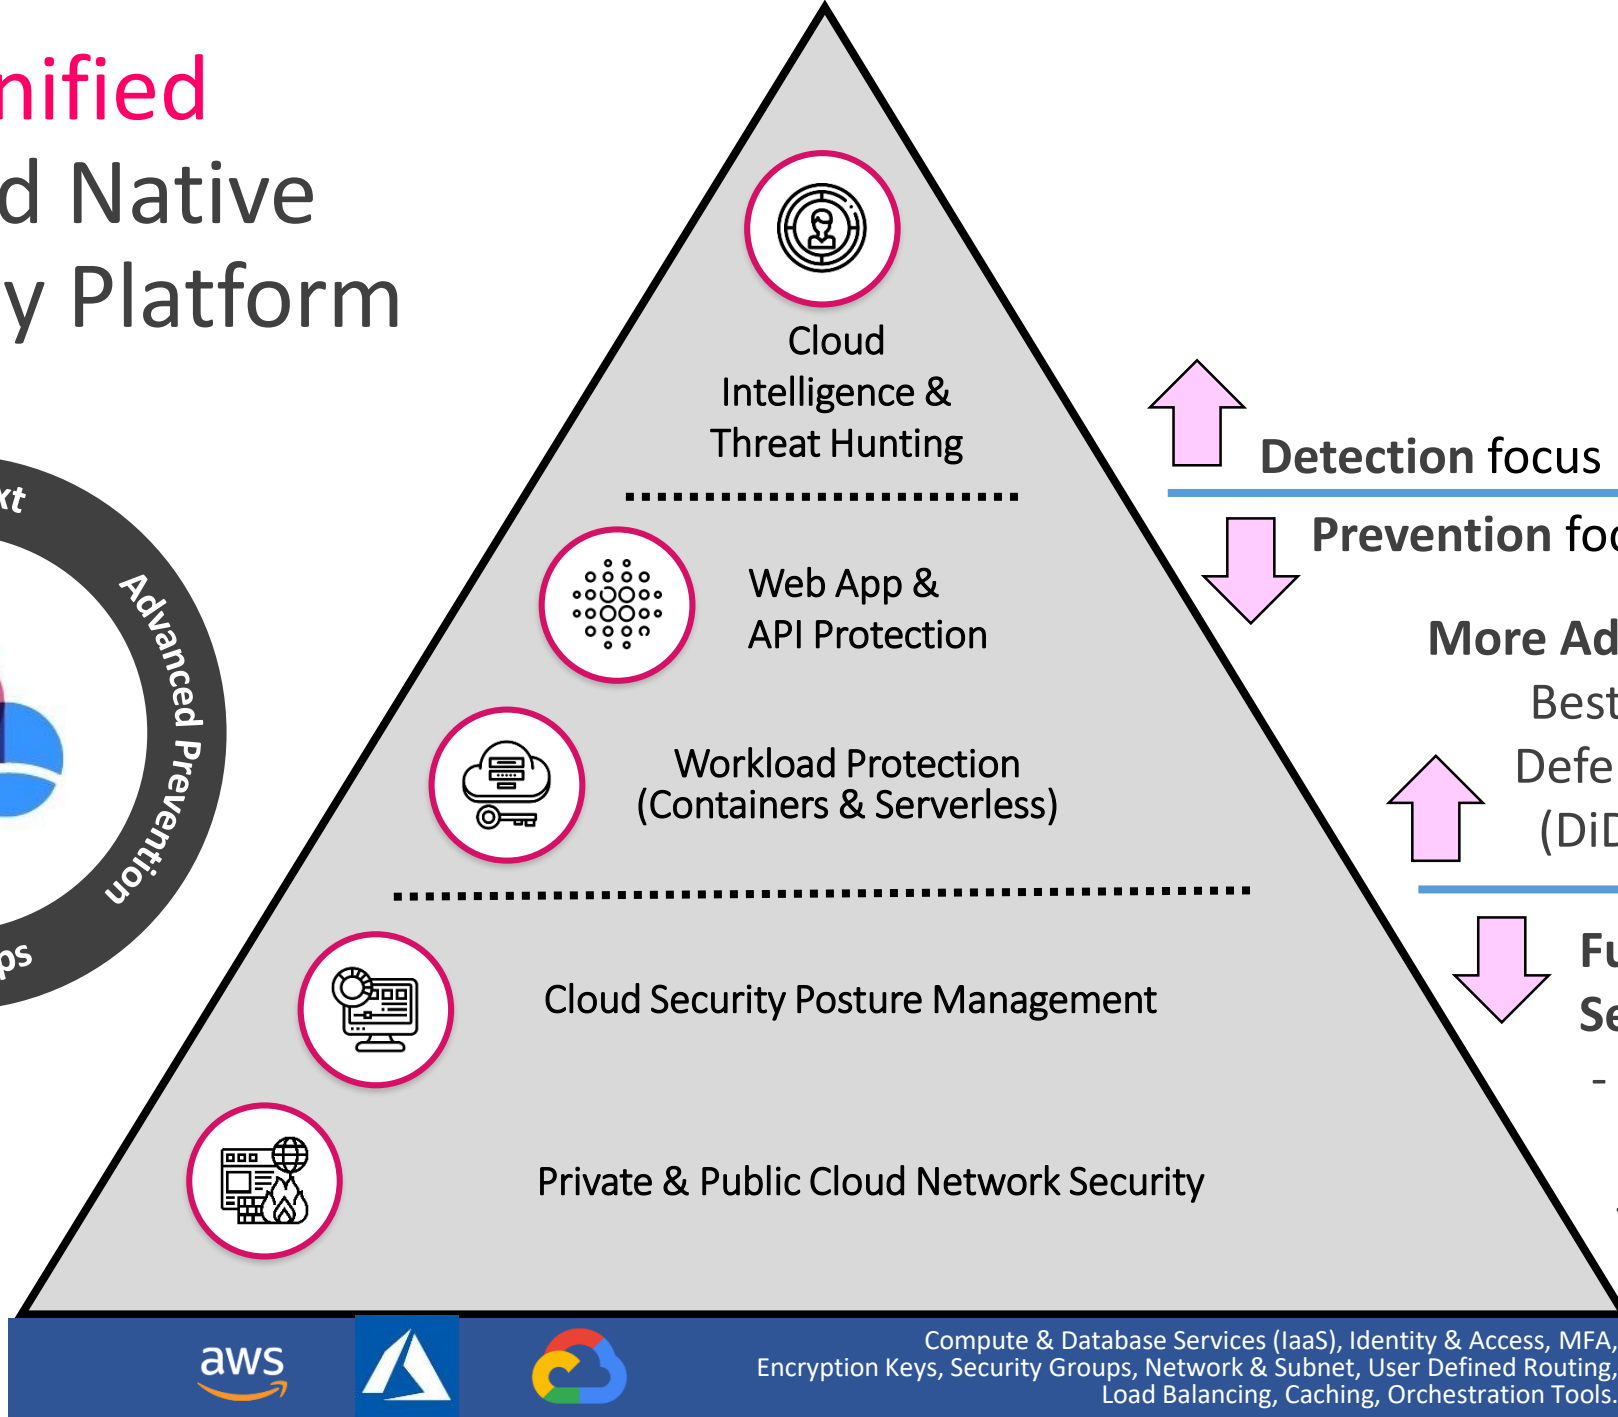 nified
d Native
y Platform
xt
Advanced Prevention
ps
Cloud
Intelligence &
Threat Hunting
Web App &
API Protection
Workload Protection
(Containers & Serverless)
Cloud Security Posture Management
Private & Public Cloud Network Security
Detection focus
Prevention foc
More Ad
Best
Defe
(DiD
Fu
Se
-
aws
Compute & Database Services (IaaS), Identity & Access, MFA,
Encryption Keys, Security Groups, Network & Subnet, User Defined Routing,
Load Balancing, Caching, Orchestration Tools.